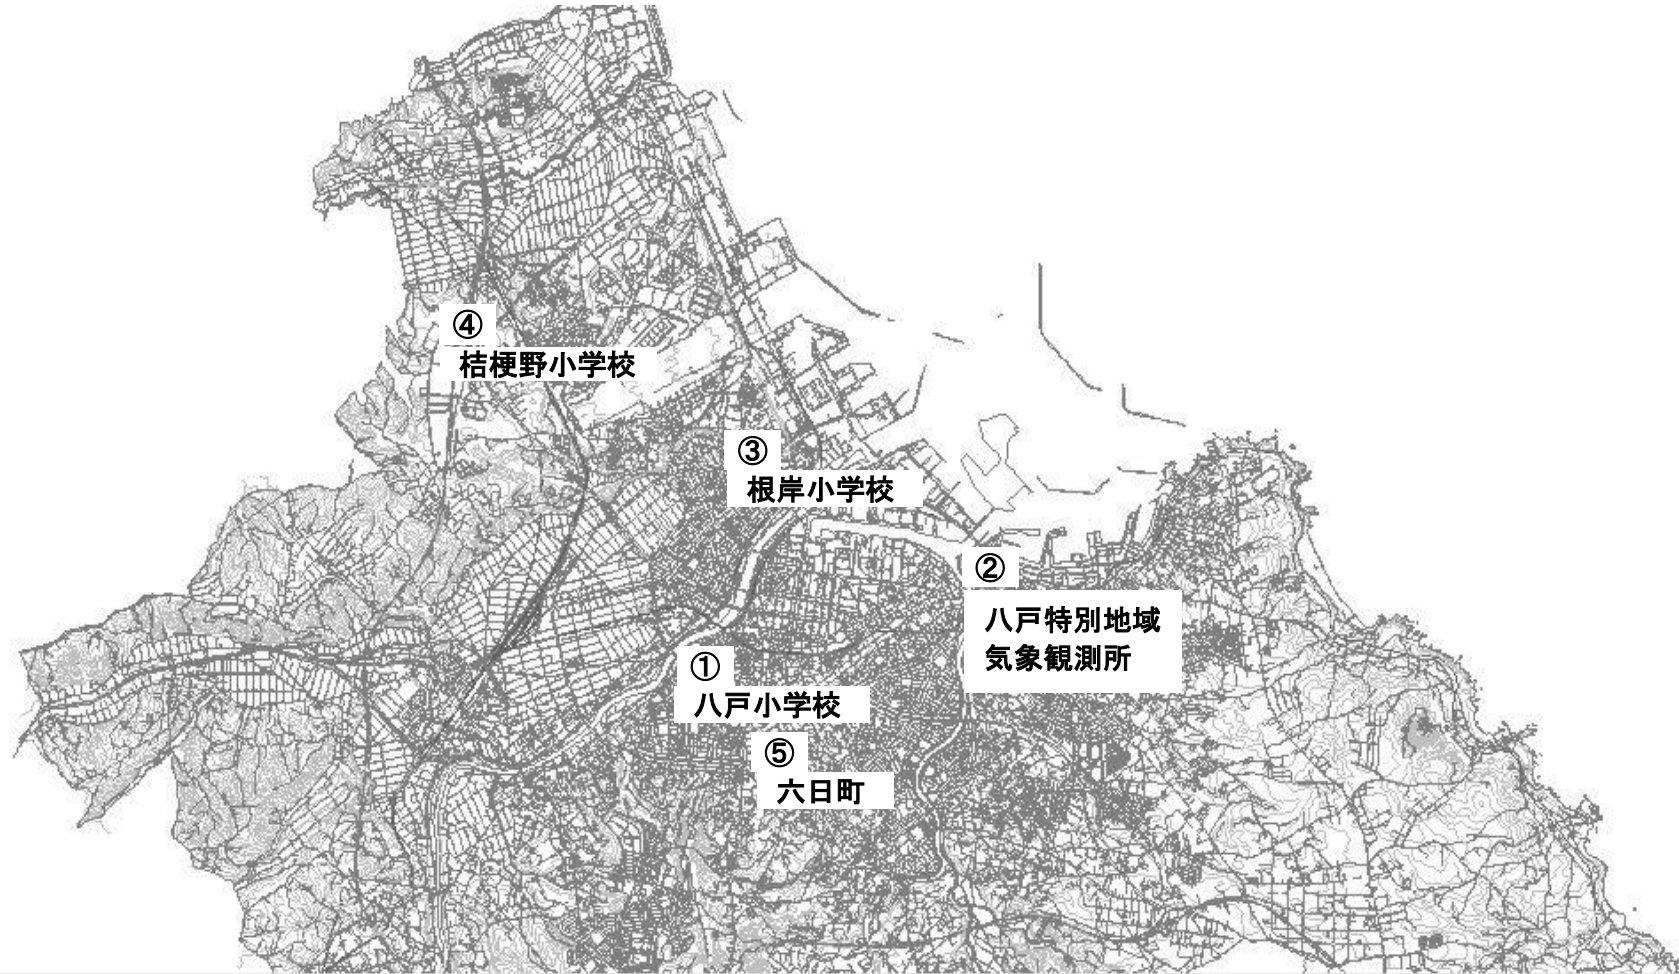 ④
桔梗野小学校
③
根岸小学校
②
八戸特別地域
気象観測所
①
八戸小学校
⑤
六日町